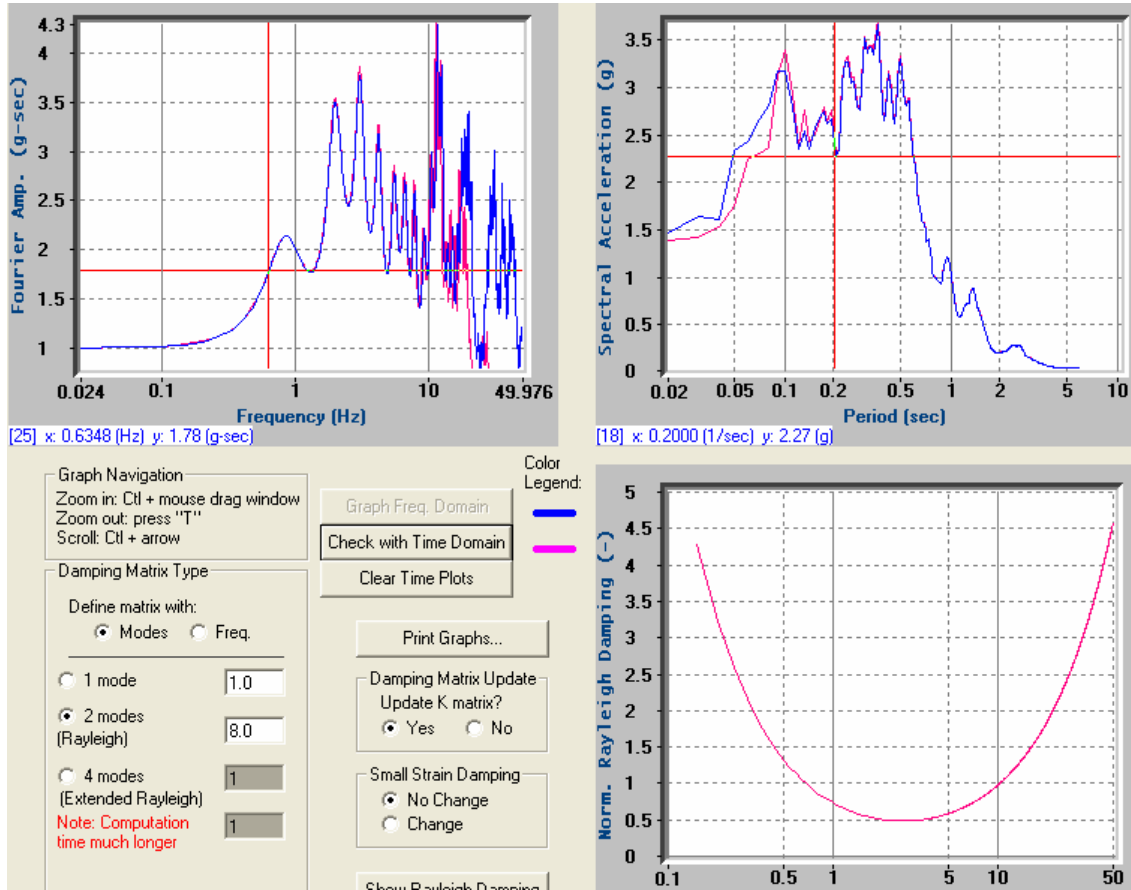 4.3
4
3.5
3
2.5
2
1.5
1
Fourier Amp. (g-sec)
0.024 0.1 1 10 49.976
Frequency (Hz)
[25] x: 0.6348 (Hz) y: 1.78 (g-sec)
3.5
3
2.5
2
1.5
1
0.5
0
Spectral Acceleration (g)
0.02 0.05 0.1 0.2 0.5 1 2 5 10
Period (sec)
[18] x: 0.2000 (1/sec) y: 2.27 (g)
Graph Navigation
Zoom in: Ctl + mouse drag window
Zoom out: press "T"
Scroll: Ctl + arrow
Damping Matrix Type
Define matrix with:
Modes Freq.
1 mode 1.0
2 modes
(Rayleigh) 8.0
4 modes 1
(Extended Rayleigh)
Note: Computation
time much longer
1
Color
Legend:
Graph Freq. Domain
Check with Time Domain
Clear Time Plots
Print Graphs...
Damping Matrix Update
Update K matrix?
Yes No
Small Strain Damping
No Change
Change
Show Rayleigh Damping
5
4.5
4
3.5
3
2.5
2
1.5
1
0.5
0
Norm. Rayleigh Damping (-)
0.1 0.5 1 5 10 50